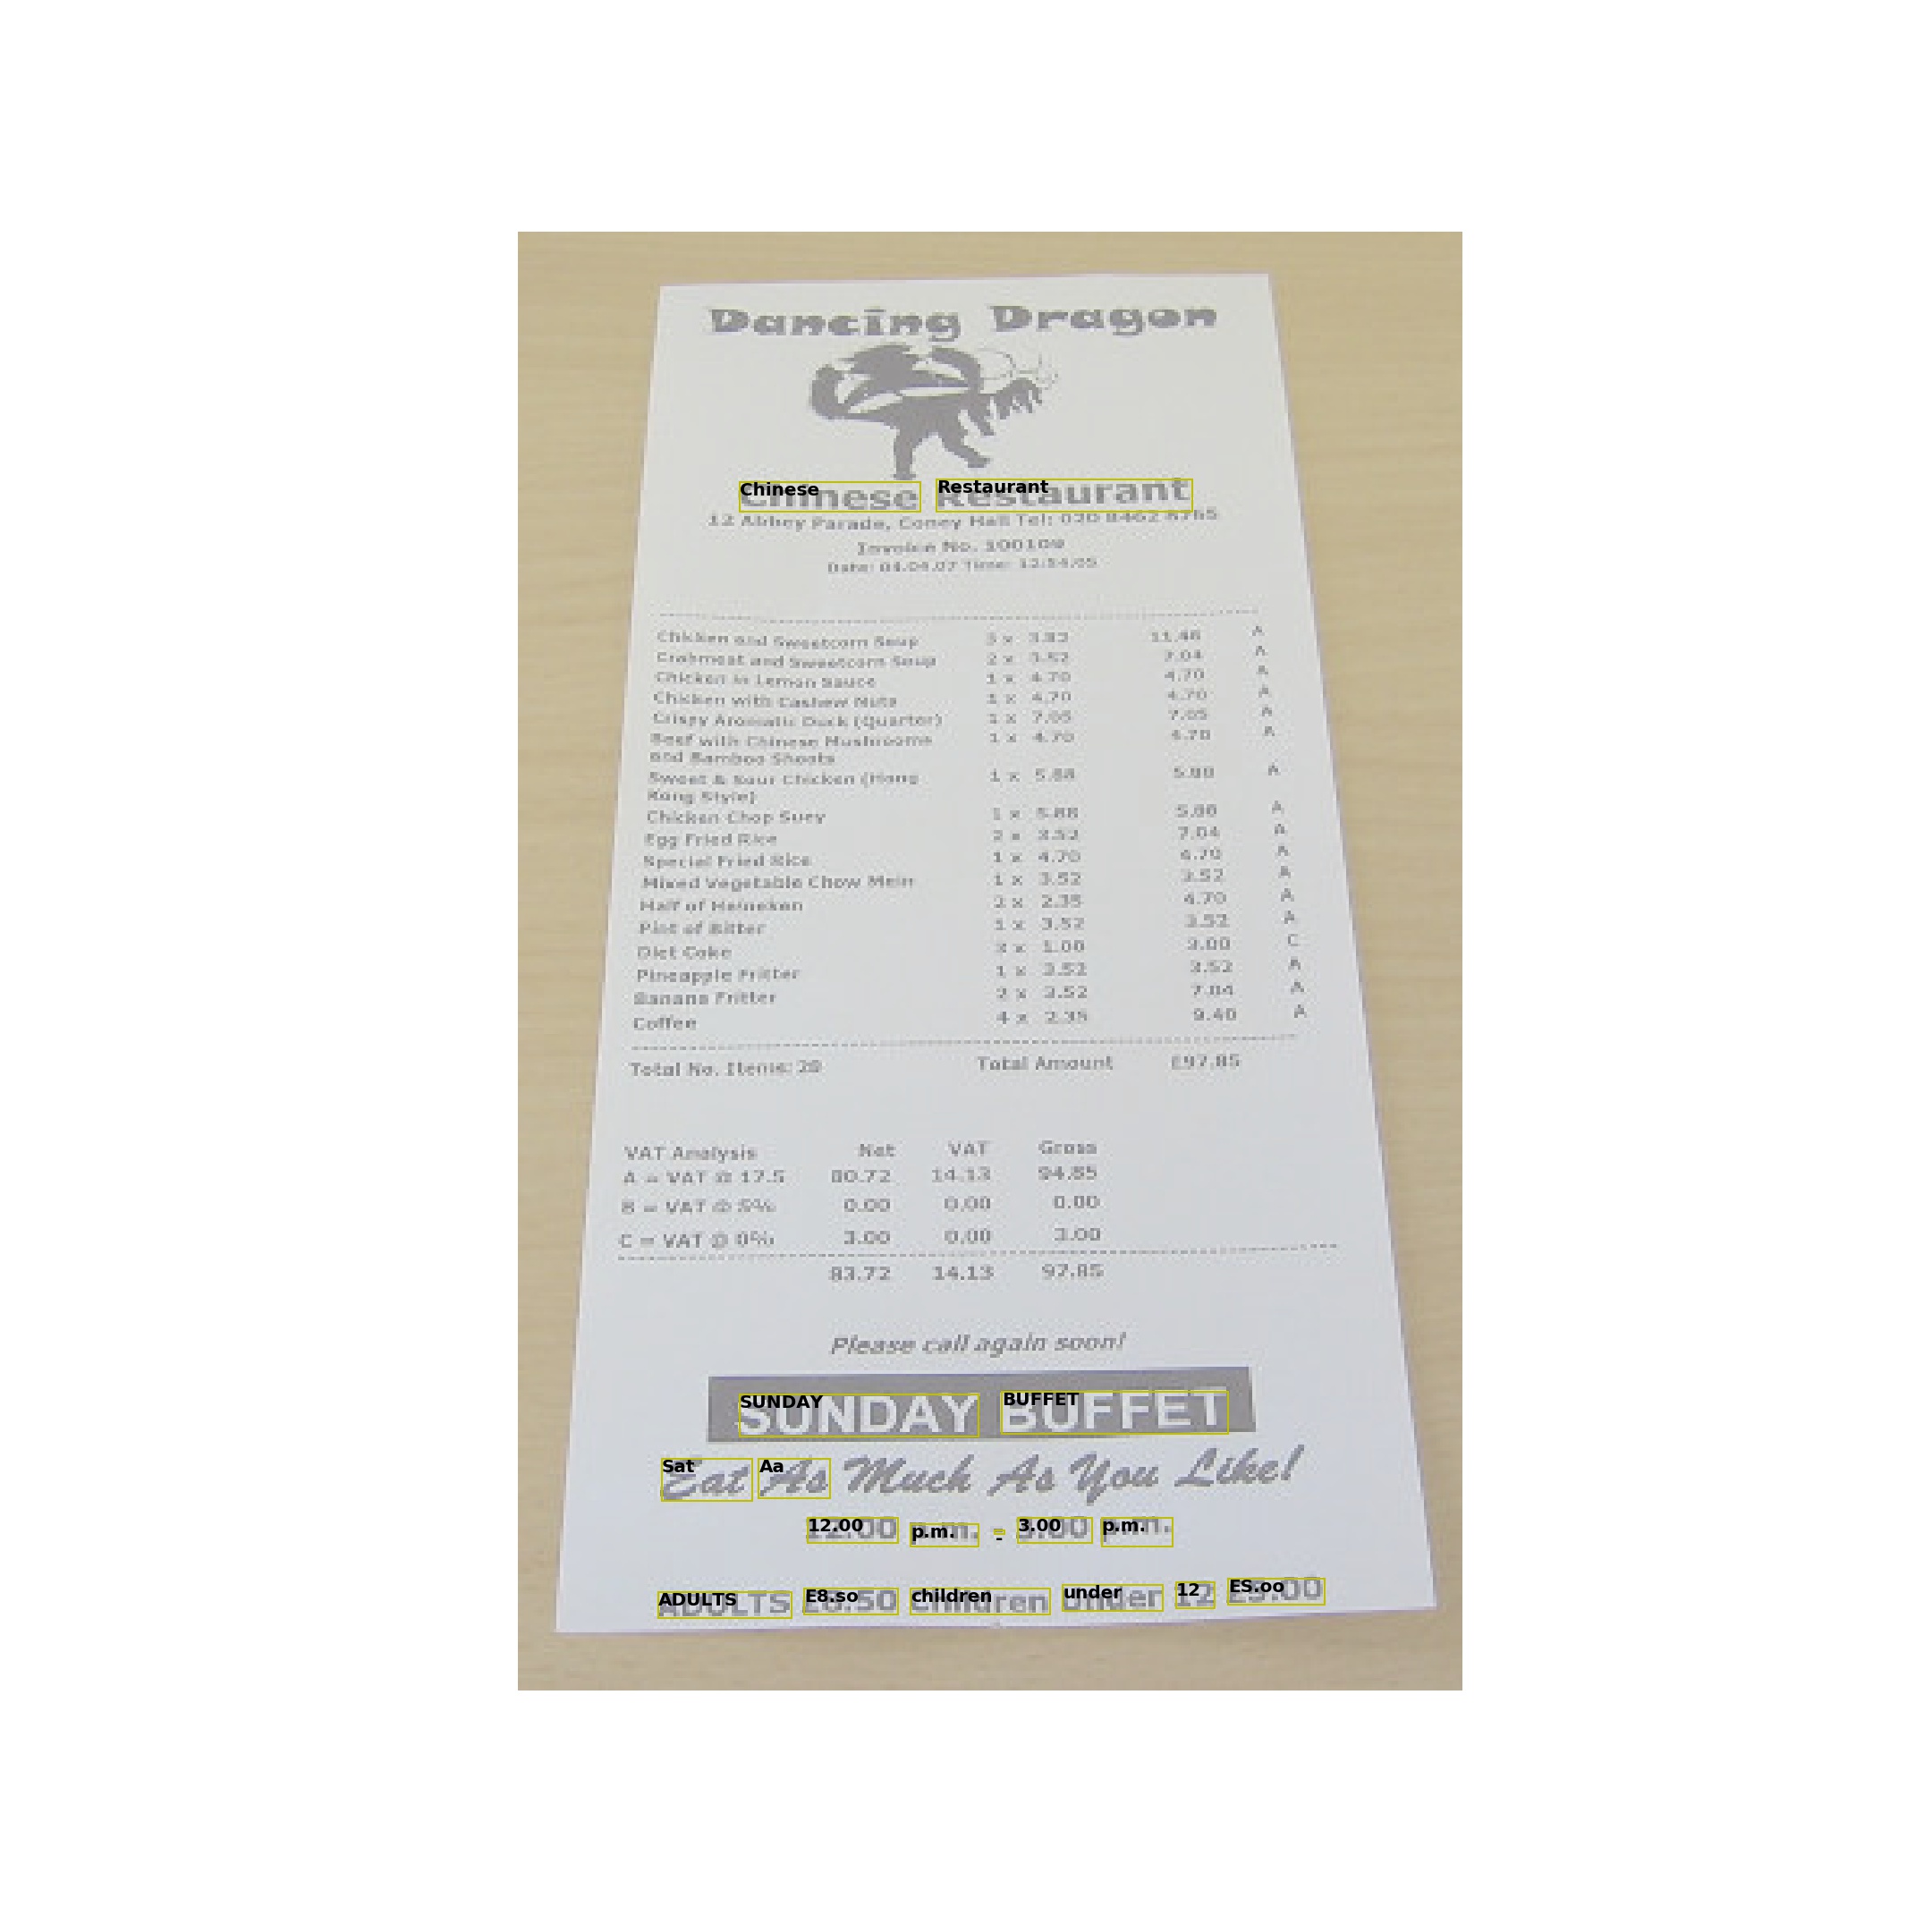 Dancing Dragon
Chinese Restaurant
12 Abbey Parade, Coney Hall Tel: 020 8462
Invoice No.
Date: 04.04.07 Time:
Chicken and Sweetcorn Soup 3 x 3.82 11.46 A
Crabmeat and Sweetcorn Soup 2 x 3.52 7.04 A
Chicken in Lemon Sauce 1 x 4.70 4.70 A
Chicken with Cashew Nuts 1 x 4.70 4.70 A
Crispy Aromatic Duck (Quarter) 1 x 7.05 7.05 A
Beef with Chinese Mushrooms 1 x 4.70 4.70 A
and Bamboo Shoots
Sweet & Sour Chicken (Hong 1 x 5.88 5.88 A
Kong Style)
Chicken Chop Suey 1 x 5.88 5.88 A
Egg Fried Rice 2 x 3.52 7.04 A
Special Fried Rice 1 x 4.70 4.70 A
Mixed Vegetable Chow Mein 1 x 3.52 3.52 A
Half of Heineken 2 x 2.35 4.70 A
Pint of Bitter 1 x 3.52 3.52 A
Diet Coke 3 x 1.00 3.00 C
Pineapple Fritter 1 x 3.52 3.52 A
Banana Fritter 2 x 3.52 7.04 A
Coffee 4 x 2.35 9.40 A
Total No. Items: 28 Total Amount £97.85
VAT Analysis Net VAT Gross
A = VAT @ 17.5 80.72 14.13 94.85
B = VAT @ 5% 0.00 0.00 0.00
C = VAT @ 0% 3.00 0.00 3.00
83.72 14.13 97.85
Please call again soon!
SUNDAY BUFFET
Eat As Much As You Like!
12.00 p.m. - 3.00 p.m.
ADULTS £8.50 Children Under 12 £5.00